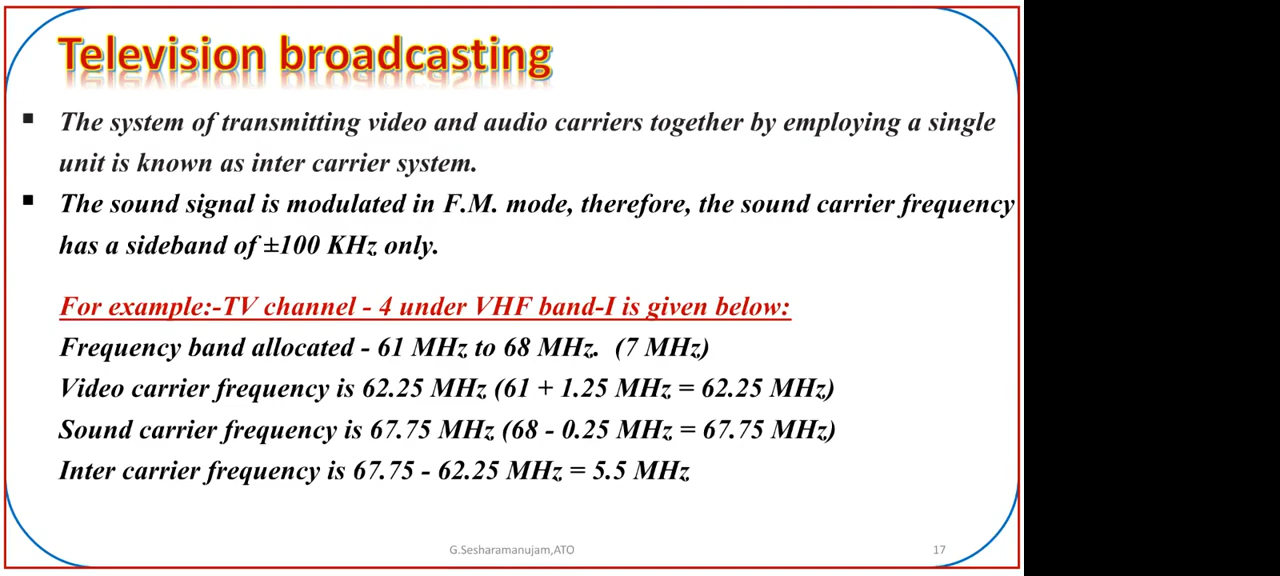 Television broadcasting
▪ The system of transmitting video and audio carriers together by employing a single
unit is known as inter carrier system.
▪ The sound signal is modulated in F.M. mode, therefore, the sound carrier frequency
has a sideband of ±100 KHz only.
For example:-TV channel - 4 under VHF band-I is given below:
Frequency band allocated - 61 MHz to 68 MHz. (7 MHz)
Video carrier frequency is 62.25 MHz (61 + 1.25 MHz = 62.25 MHz)
Sound carrier frequency is 67.75 MHz (68 - 0.25 MHz = 67.75 MHz)
Inter carrier frequency is 67.75 - 62.25 MHz = 5.5 MHz
G.Sesharamanujam,ATO
17